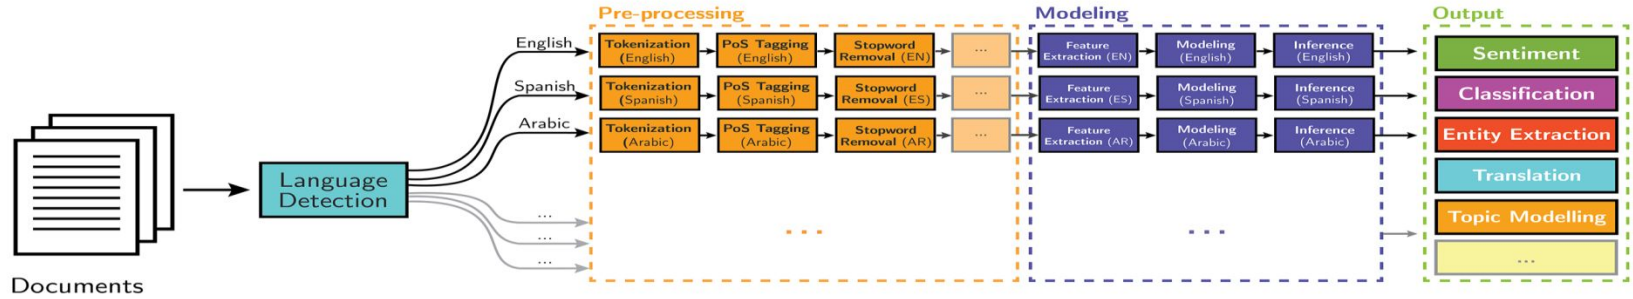 Documents
Language
Detection
English
Spanish
Arabic
...
...
...
Pre-processing
Tokenization
(English)
PoS Tagging
(English)
Stopword
Removal (EN)
...
Tokenization
(Spanish)
PoS Tagging
(Spanish)
Stopword
Removal (ES)
...
Tokenization
(Arabic)
PoS Tagging
(Arabic)
Stopword
Removal (AR)
...
...
Modeling
Feature
Extraction (EN)
Modeling
(English)
Inference
(English)
Feature
Extraction (ES)
Modeling
(Spanish)
Inference
(Spanish)
Feature
Extraction (AR)
Modeling
(Arabic)
Inference
(Arabic)
...
Output
Sentiment
Classification
Entity Extraction
Translation
Topic Modelling
...